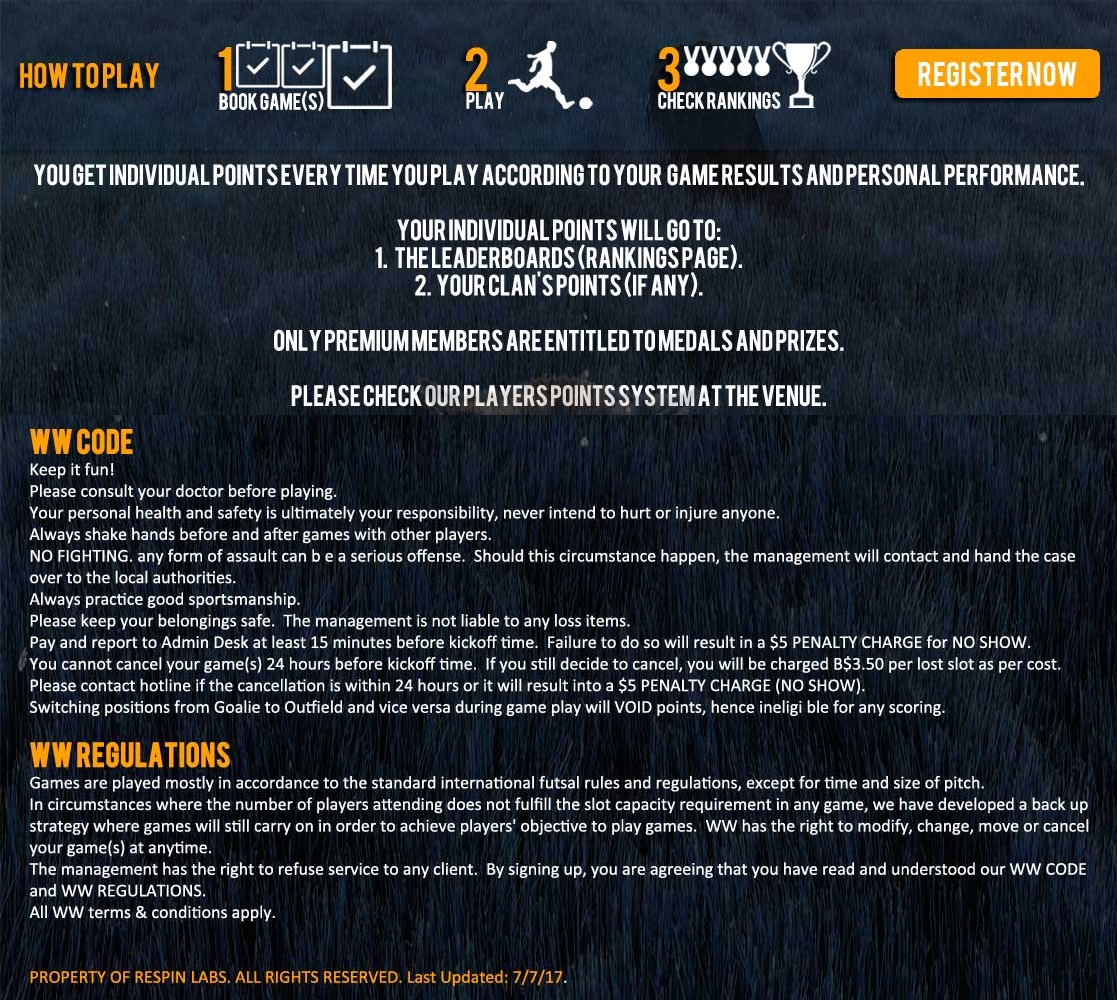 HOW TO PLAY
1
BOOK GAME(S)
2
PLAY
3
CHECK RANKINGS
REGISTER NOW
YOU GET INDIVIDUAL POINTS EVERY TIME YOU PLAY ACCORDING TO YOUR GAME RESULTS AND PERSONAL PERFORMANCE.
YOUR INDIVIDUAL POINTS WILL GO TO:
1. THE LEADERBOARDS (RANKINGS PAGE).
2. YOUR CLAN'S POINTS (IF ANY).
ONLY PREMIUM MEMBERS ARE ENTITLED TO MEDALS AND PRIZES.
PLEASE CHECK OUR PLAYERS POINTS SYSTEM AT THE VENUE.
WW CODE
Keep it fun!
Please consult your doctor before playing.
Your personal health and safety is ultimately your responsibility, never intend to hurt or injure anyone.
Always shake hands before and after games with other players.
NO FIGHTING. any form of assault can b e a serious offense.  Should this circumstance happen, the management will contact and hand the case
over to the local authorities.
Always practice good sportsmanship.
Please keep your belongings safe.  The management is not liable to any loss items.
Pay and report to Admin Desk at least 15 minutes before kickoff time.  Failure to do so will result in a $5 PENALTY CHARGE for NO SHOW.
You cannot cancel your game(s) 24 hours before kickoff time.  If you still decide to cancel, you will be charged B$3.50 per lost slot as per cost.
Please contact hotline if the cancellation is within 24 hours or it will result into a $5 PENALTY CHARGE (NO SHOW).
Switching positions from Goalie to Outfield and vice versa during game play will VOID points, hence ineligi ble for any scoring.
WW REGULATIONS
Games are played mostly in accordance to the standard international futsal rules and regulations, except for time and size of pitch.
In circumstances where the number of players attending does not fulfill the slot capacity requirement in any game, we have developed a back up
strategy where games will still carry on in order to achieve players' objective to play games.  WW has the right to modify, change, move or cancel
your game(s) at anytime.
The management has the right to refuse service to any client.  By signing up, you are agreeing that you have read and understood our WW CODE
and WW REGULATIONS.
All WW terms & conditions apply.
PROPERTY OF RESPIN LABS. ALL RIGHTS RESERVED. Last Updated: 7/7/17.